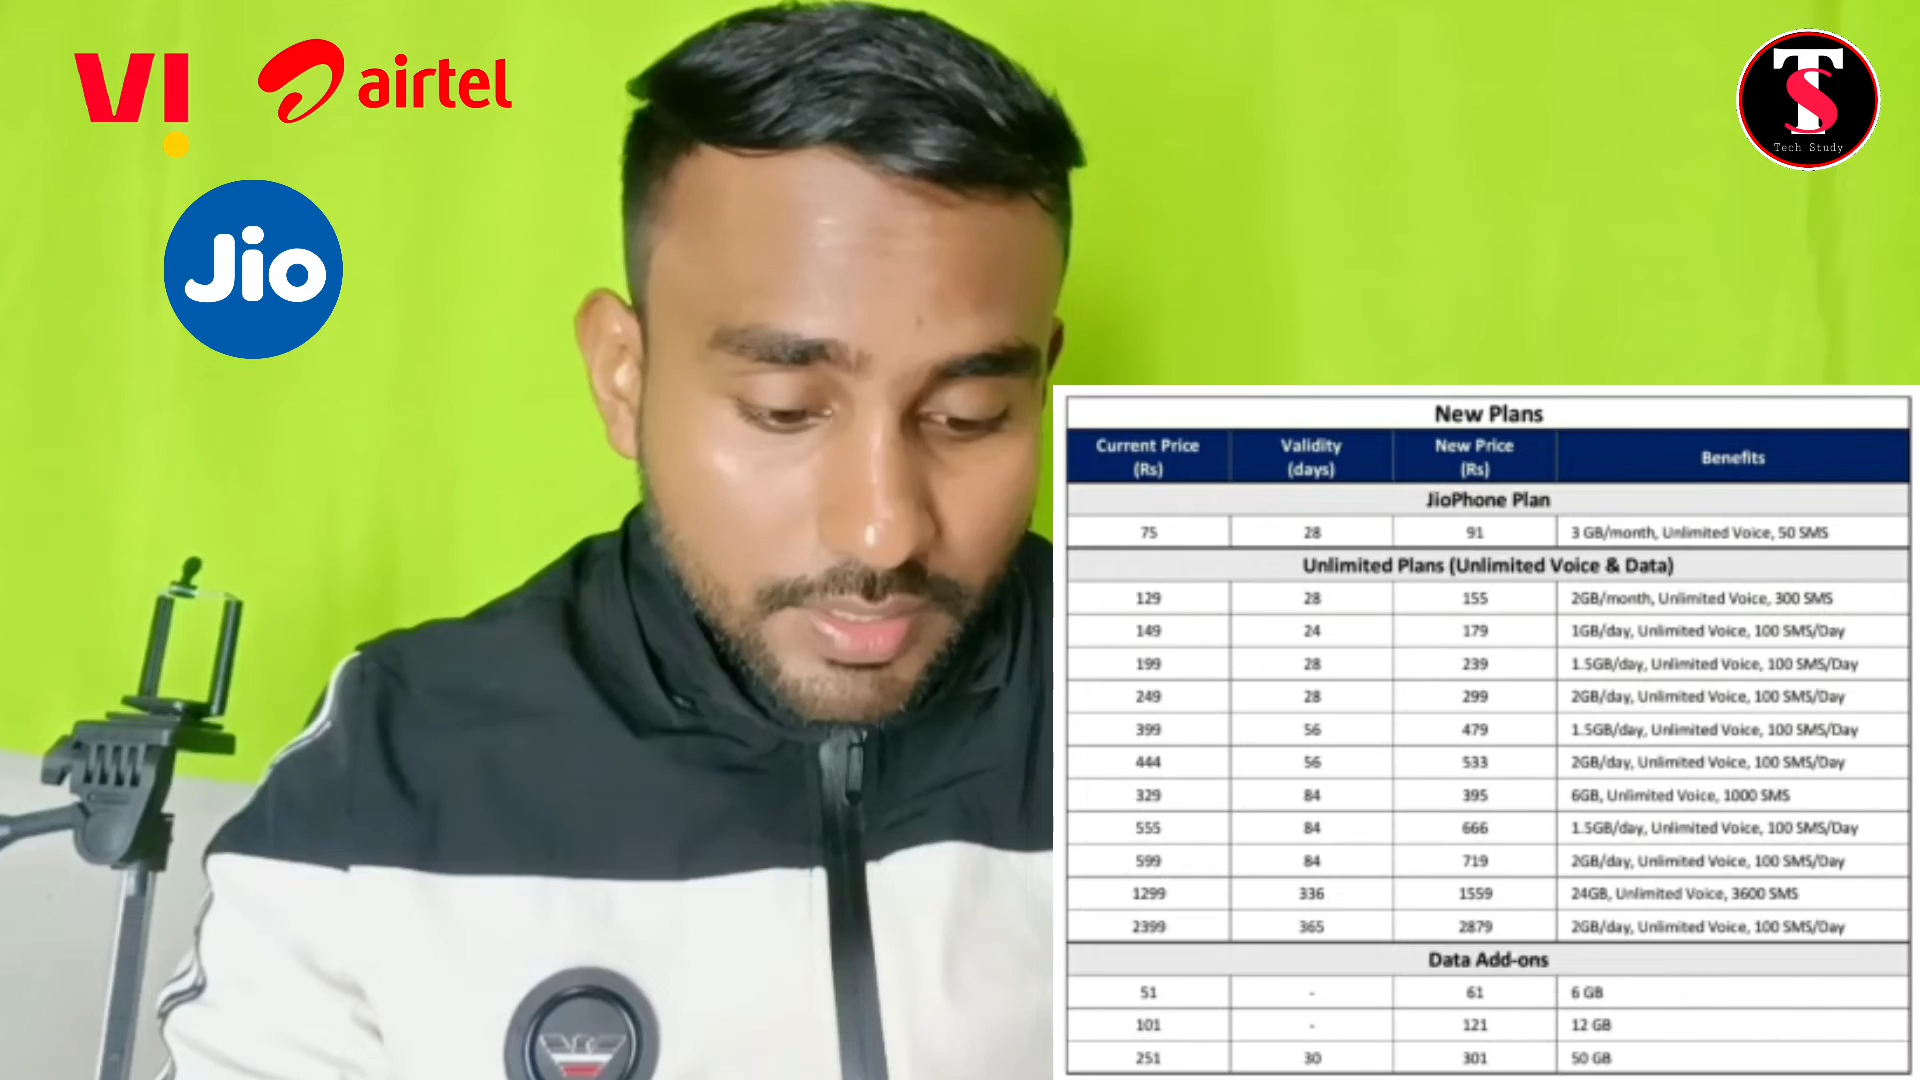 VI
airtel
Jio
TS
Tech Study
New Plans
Current Price (Rs) Validity (days) New Price (Rs) Benefits
JioPhone Plan
75 28 91 3 GB/month, Unlimited Voice, 50 SMS
Unlimited Plans (Unlimited Voice & Data)
129 28 155 2GB/month, Unlimited Voice, 300 SMS
149 24 179 1GB/day, Unlimited Voice, 100 SMS/Day
199 28 239 1.5GB/day, Unlimited Voice, 100 SMS/Day
249 28 299 2GB/day, Unlimited Voice, 100 SMS/Day
399 56 479 1.5GB/day, Unlimited Voice, 100 SMS/Day
444 56 533 2GB/day, Unlimited Voice, 100 SMS/Day
329 84 395 6GB, Unlimited Voice, 1000 SMS
555 84 666 1.5GB/day, Unlimited Voice, 100 SMS/Day
599 84 719 2GB/day, Unlimited Voice, 100 SMS/Day
1299 336 1559 24GB, Unlimited Voice, 3600 SMS
2399 365 2879 2GB/day, Unlimited Voice, 100 SMS/Day
Data Add-ons
51 - 61 6 GB
101 - 121 12 GB
251 30 301 50 GB